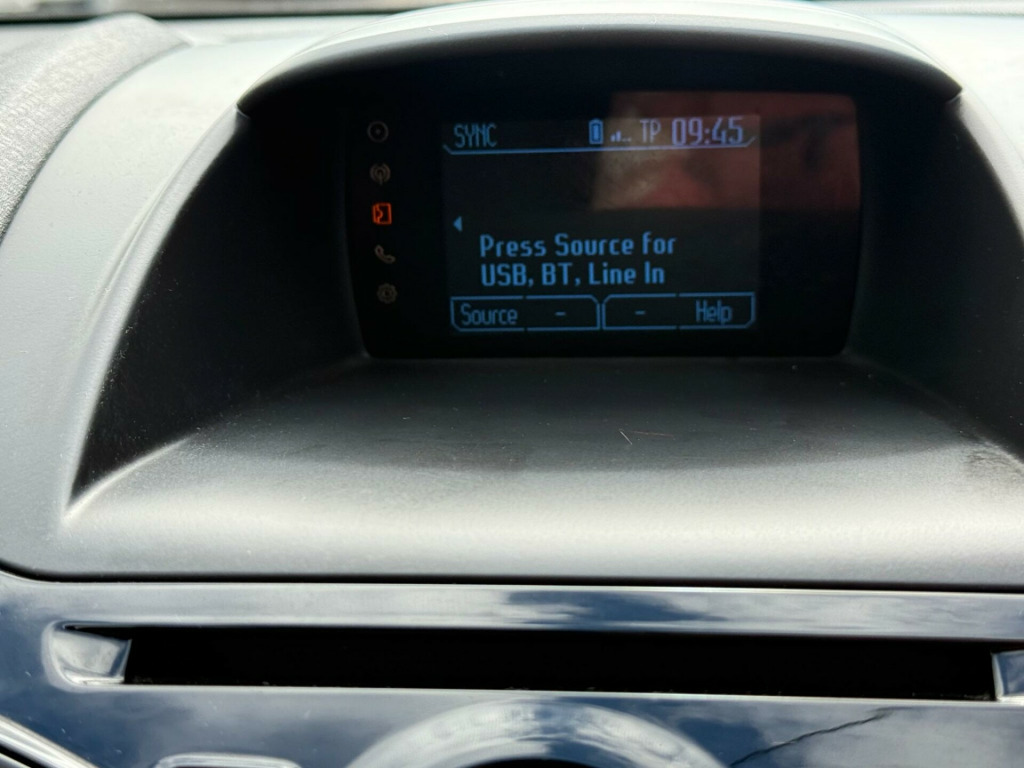 SYNC TP 09:45
Press Source for
USB, BT, Line In
Source - - Help